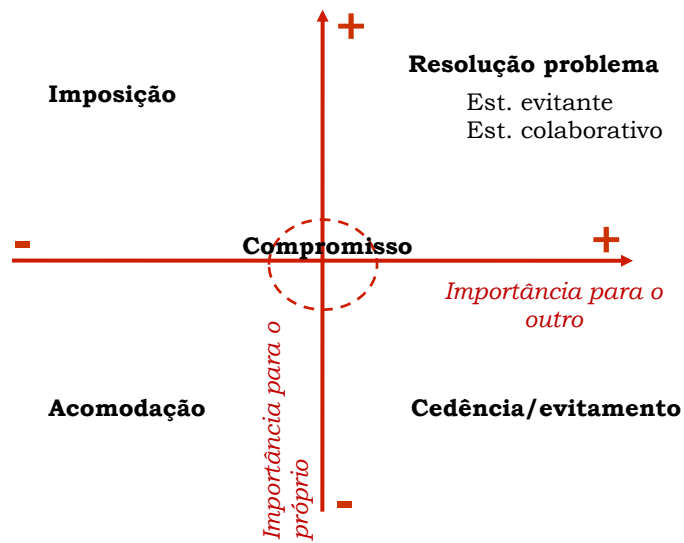 +
Resolução problema
Imposição
Est. evitante
Est. colaborativo
-
Compromisso
+
Importância para o
outro
Importância para o
próprio
Acomodação
Cedência/evitamento
-